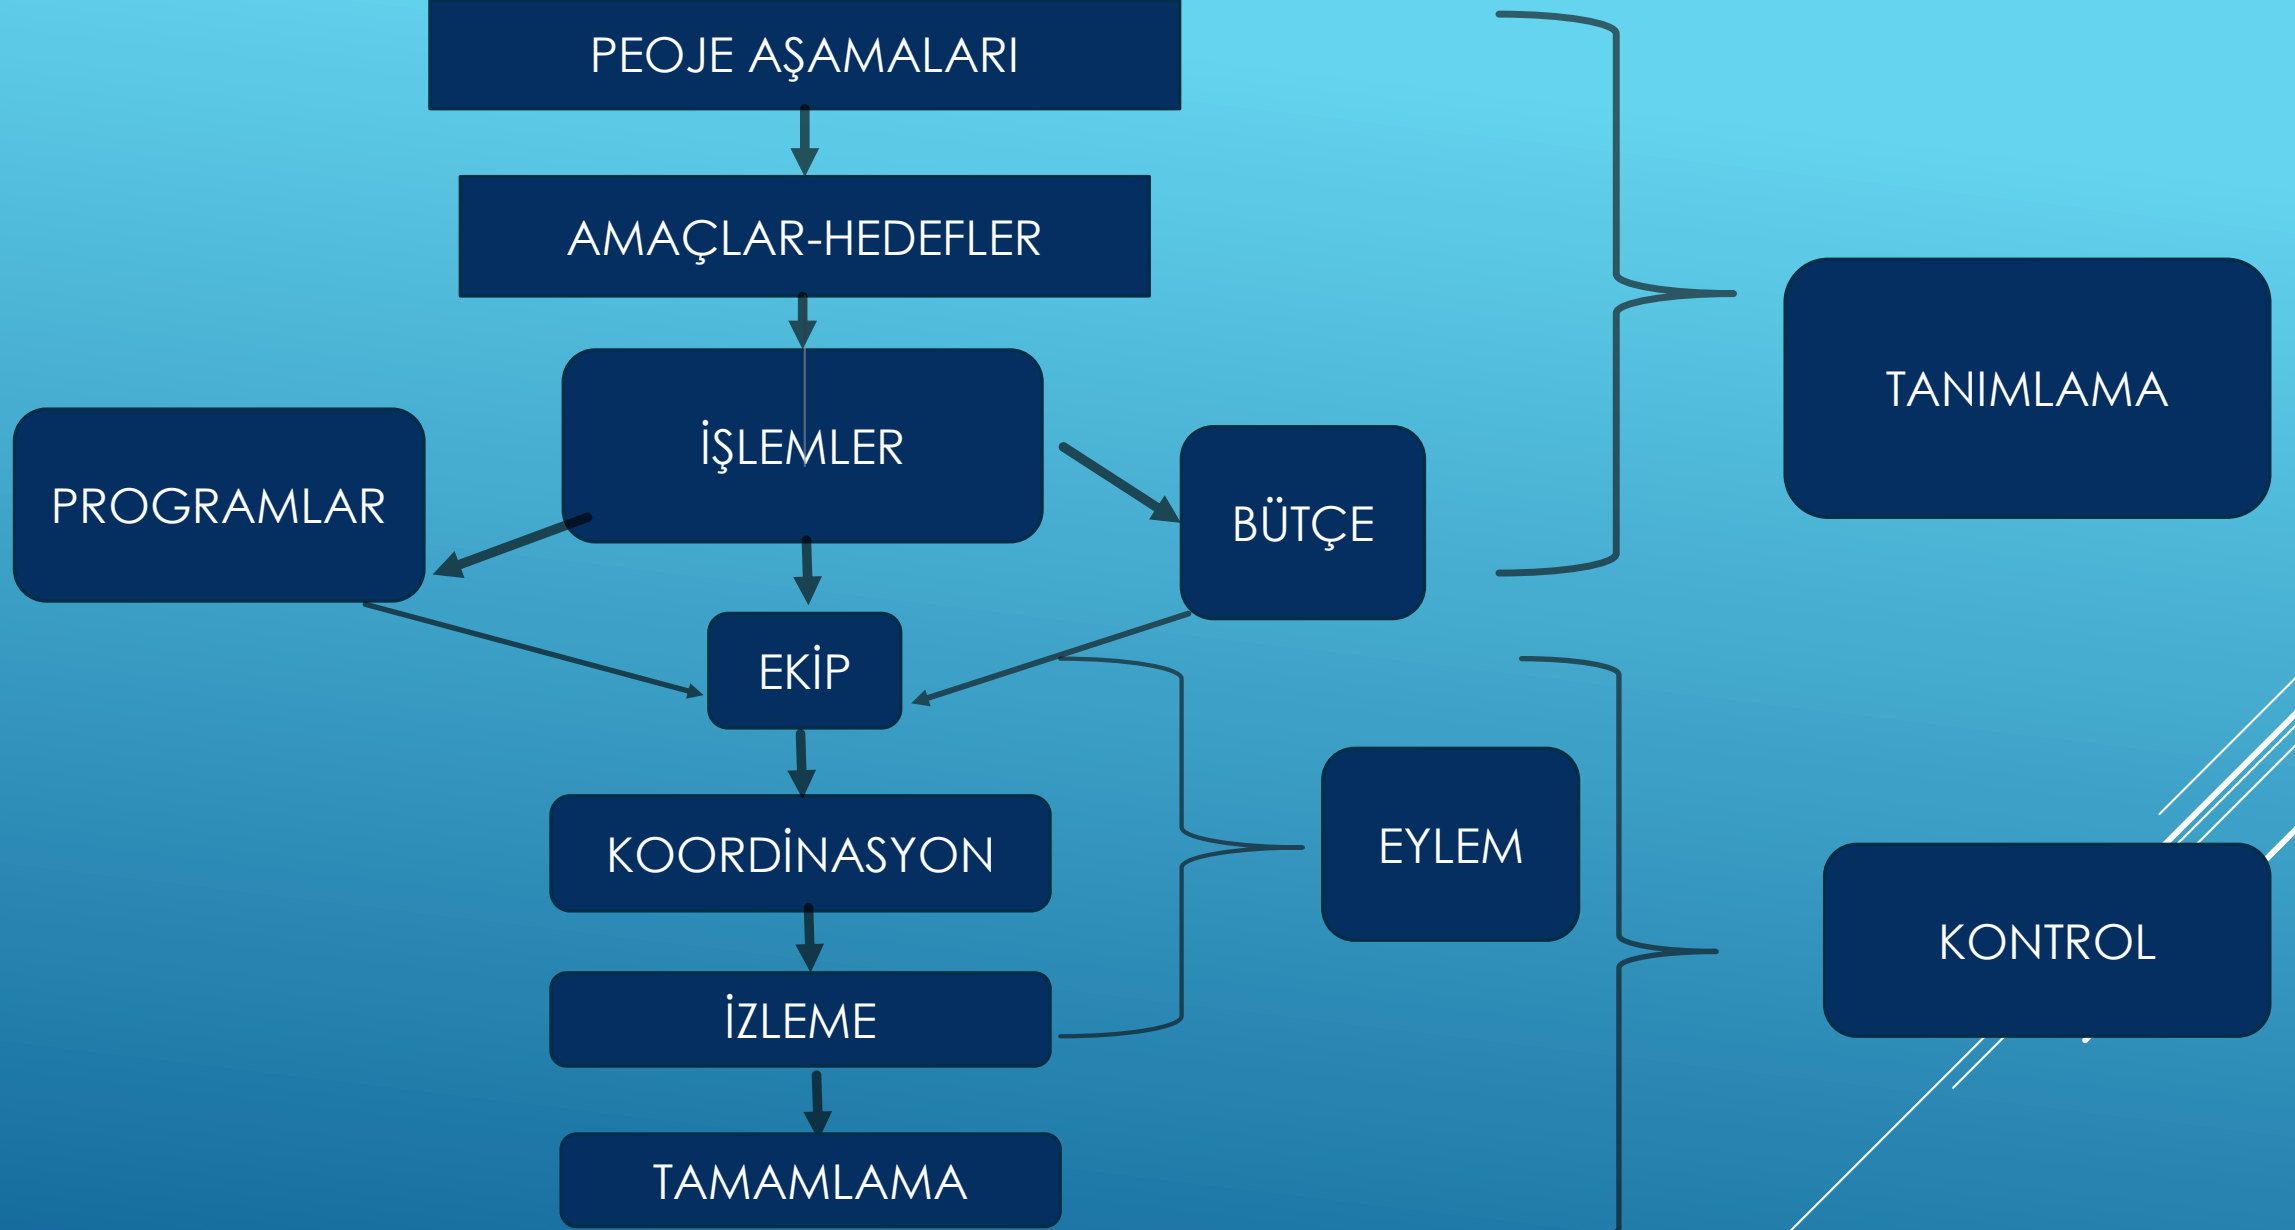 PEOJE AŞAMALARI
AMAÇLAR-HEDEFLER
İŞLEMLER
PROGRAMLAR
BÜTÇE
TANIMLAMA
EKİP
KOORDİNASYON
EYLEM
KONTROL
İZLEME
TAMAMLAMA